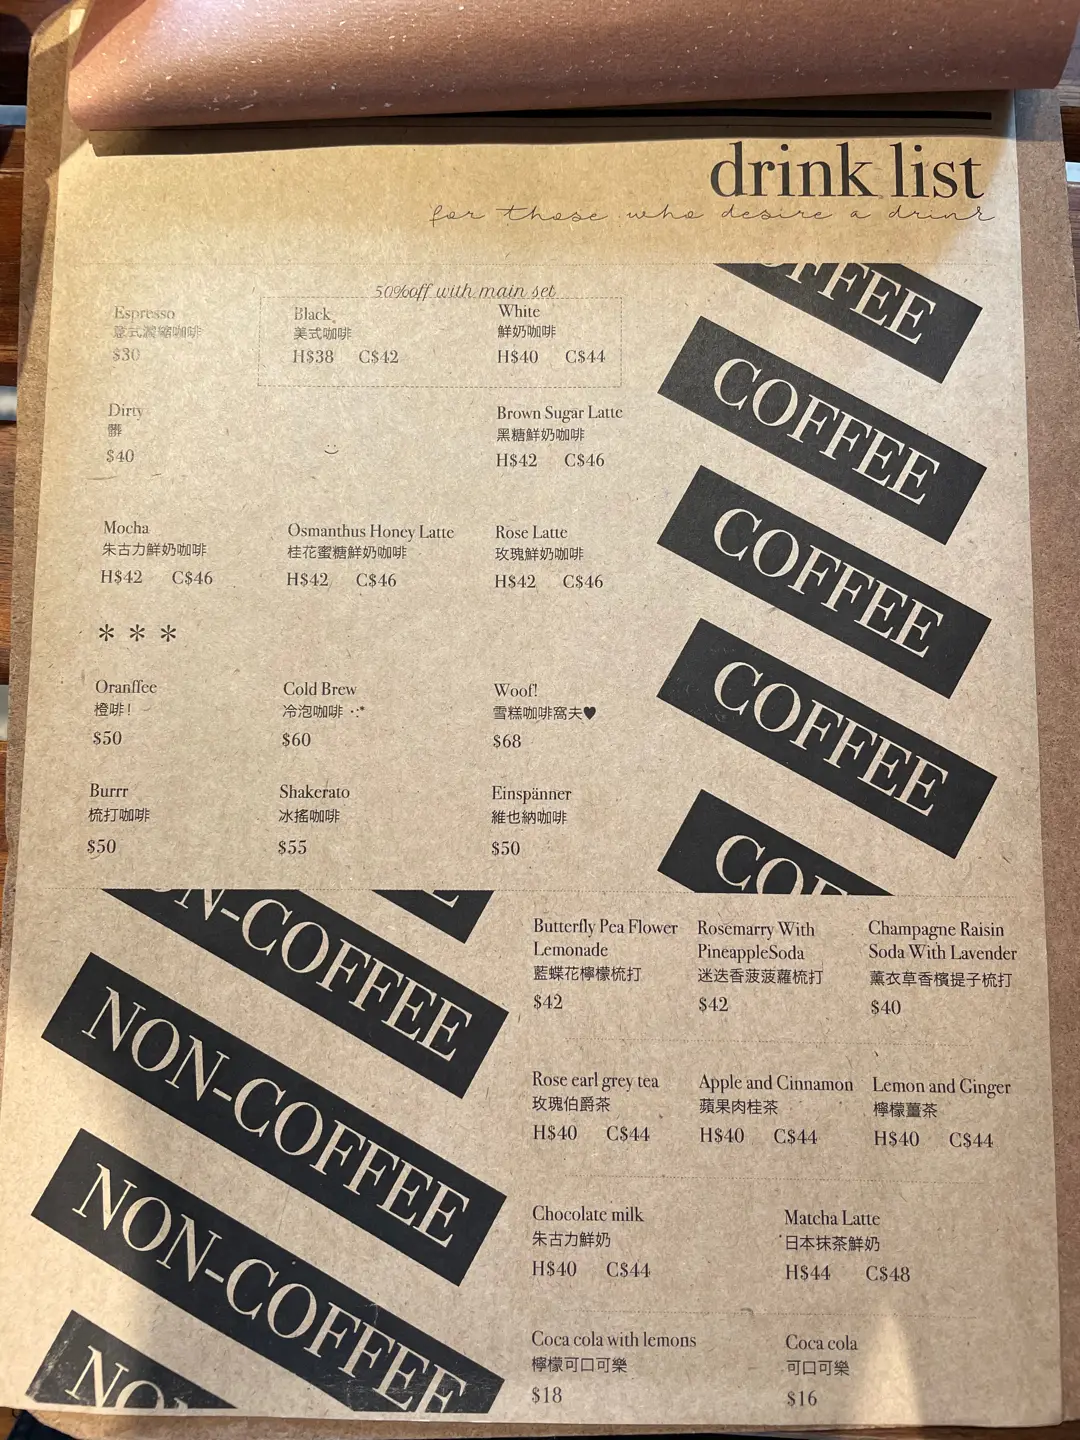 drink list
for those who desire a drink
50%off with main set
Espresso
意式濃縮咖啡
$30
Black
美式咖啡
H$38 C$42
White
鮮奶咖啡
H$40 C$44
Dirty
髒
$40
Brown Sugar Latte
黑糖鮮奶咖啡
H$42 C$46
Mocha
朱古力鮮奶咖啡
H$42 C$46
Osmanthus Honey Latte
桂花蜜糖鮮奶咖啡
H$42 C$46
Rose Latte
玫瑰鮮奶咖啡
H$42 C$46
* * *
Oranffee
橙啡!
$50
Cold Brew
冷泡咖啡 ·:*
$60
Woof!
雪糕咖啡窩夫♥
$68
Burrr
梳打咖啡
$50
Shakerato
冰搖咖啡
$55
Einspänner
維也納咖啡
$50
COFFEE
COFFEE
COFFEE
COFFEE
COFFEE
NON-COFFEE
NON-COFFEE
NON-COFFEE
NON-COFFEE
Butterfly Pea Flower
Lemonade
藍蝶花檸檬梳打
$42
Rosemarry With
PineappleSoda
迷迭香菠菠蘿梳打
$42
Champagne Raisin
Soda With Lavender
薰衣草香檳提子梳打
$40
Rose earl grey tea
玫瑰伯爵茶
H$40 C$44
Apple and Cinnamon
蘋果肉桂茶
H$40 C$44
Lemon and Ginger
檸檬薑茶
H$40 C$44
Chocolate milk
朱古力鮮奶
H$40 C$44
Matcha Latte
日本抹茶鮮奶
H$44 C$48
Coca cola with lemons
檸檬可口可樂
$18
Coca cola
可口可樂
$16